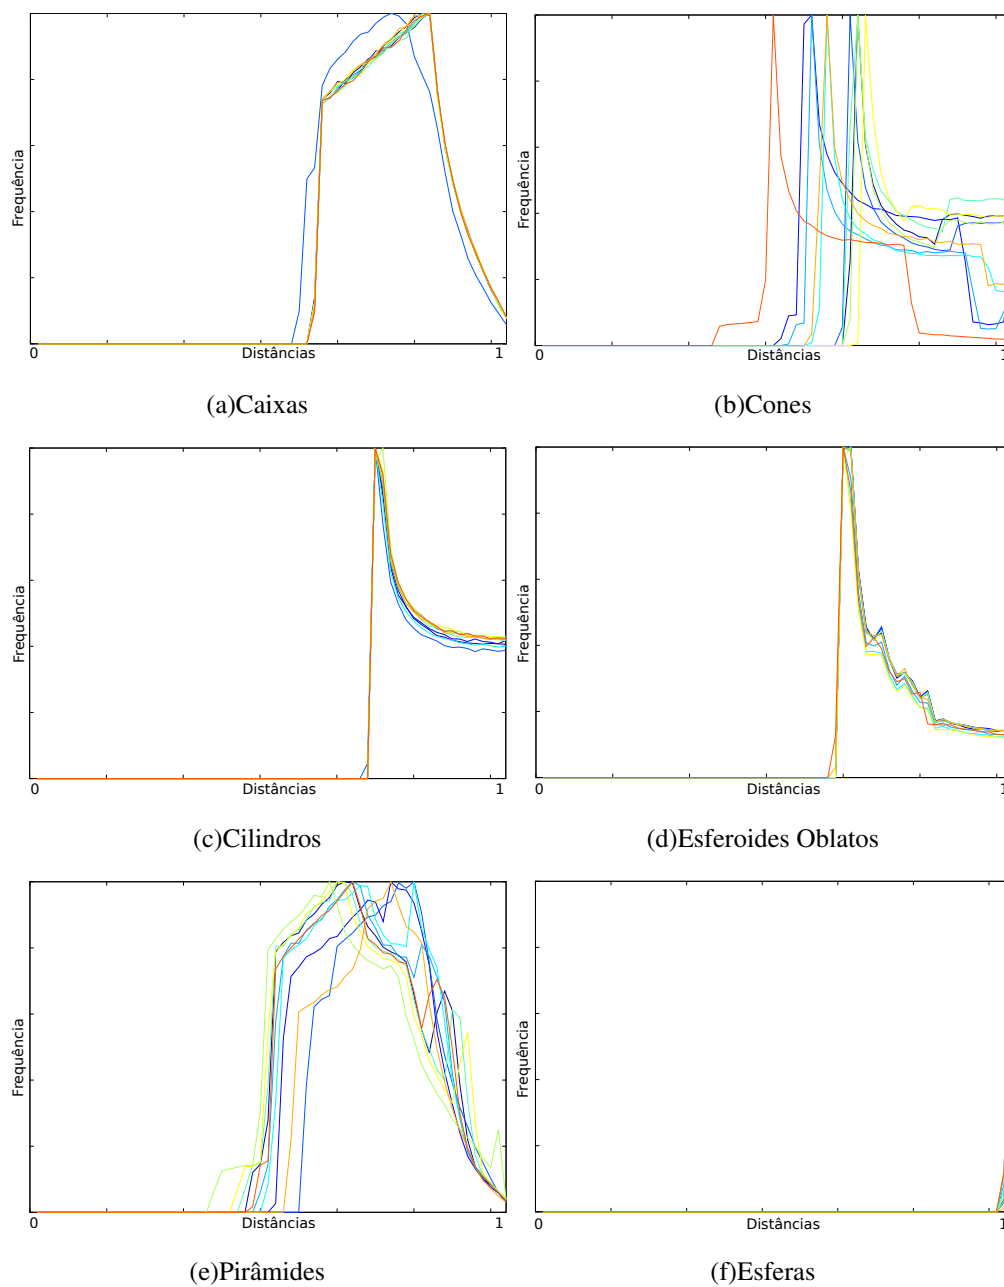 Frequência
Frequência
0 Distâncias 1
0 Distâncias 1
(a)Caixas
(b)Cones
Frequência
Frequência
0 Distâncias 1
0 Distâncias 1
(c)Cilindros
(d)Esferoides Oblatos
Frequência
Frequência
0 Distâncias 1
0 Distâncias 1
(e)Pirâmides
(f)Esferas